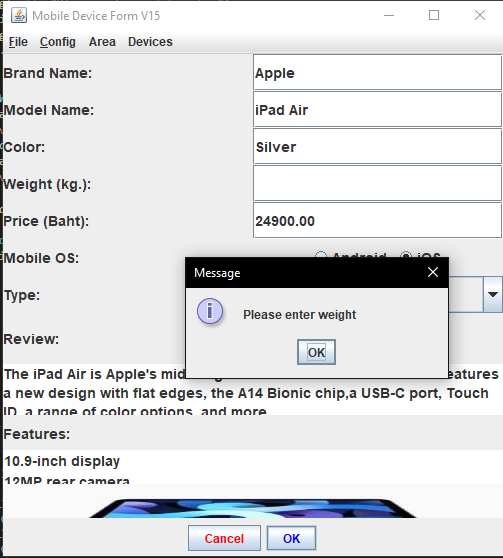 Mobile Device Form V15
File Config Area Devices
Brand Name: Apple
Model Name: iPad Air
Color: Silver
Weight (kg.):
Price (Baht): 24900.00
Mobile OS: Android iOS
Message
Type:
Please enter weight
OK
Review:
The iPad Air is Apple's mid features
a new design with flat edges, the A14 Bionic chip,a USB-C port, Touch
ID, a range of color options, and more
Features:
10.9-inch display
12MP rear camera
Cancel OK